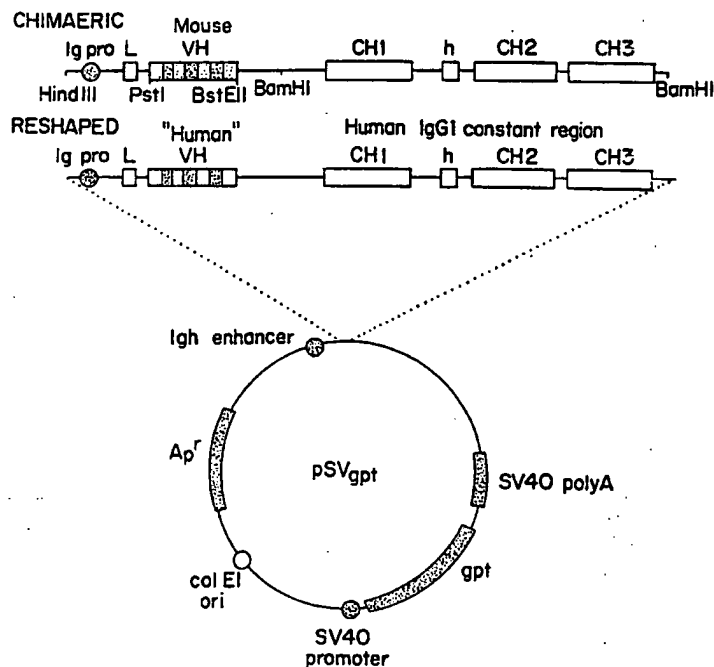 CHIMAERIC
Mouse
Ig pro L VH CH1 h CH2 CH3
HindIII PstI BstEII BamHI BamHI
RESHAPED "Human" Human IgG1 constant region
Ig pro L VH CH1 h CH2 CH3
Igh enhancer
Apr
pSVgpt
SV40 polyA
gpt
col EI
ori
SV40
promoter